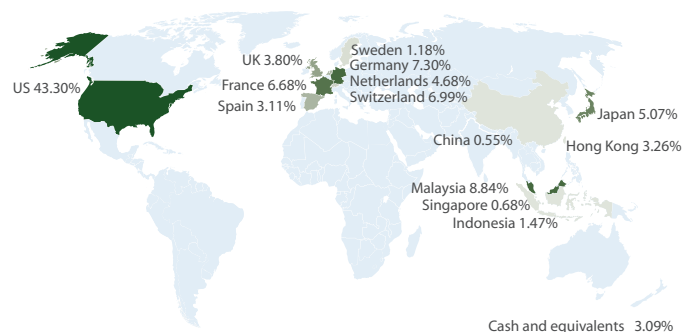 Sweden 1.18%
UK 3.80%
Germany 7.30%
Netherlands 4.68%
US 43.30%
France 6.68%
Switzerland 6.99%
Spain 3.11%
Japan 5.07%
China 0.55%
Hong Kong 3.26%
Malaysia 8.84%
Singapore 0.68%
Indonesia 1.47%
Cash and equivalents 3.09%